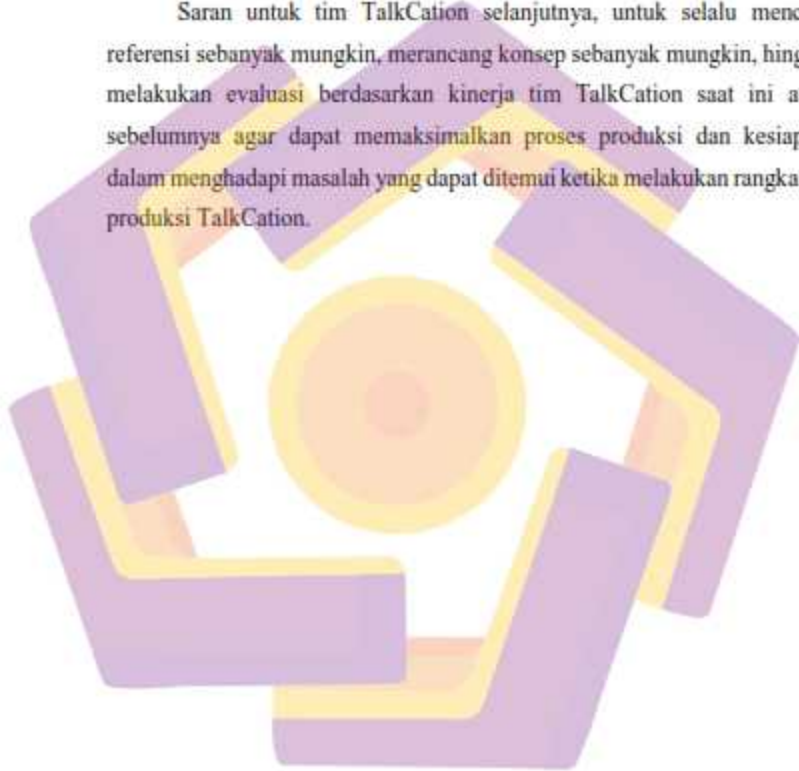 Saran untuk tim TalkCation selanjutnya, untuk selalu
referensi sebanyak mungkin, merancang konsep sebanyak mungkin,
melakukan evaluasi berdasarkan kinerja tim TalkCation saat ini
sebelumnya agar dapat memaksimalkan proses produksi dan
dalam menghadapi masalah yang dapat ditemui ketika melakukan
produksi TalkCation.